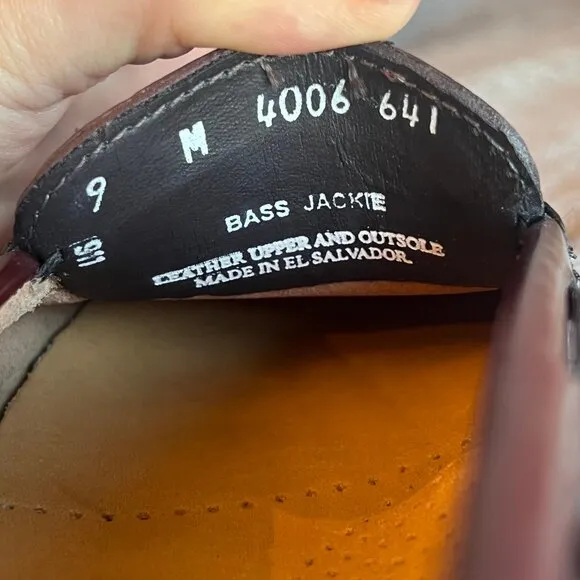 US 9 M 4006 641
BASS JACKIE
LEATHER UPPER AND OUTSOLE
MADE IN EL SALVADOR